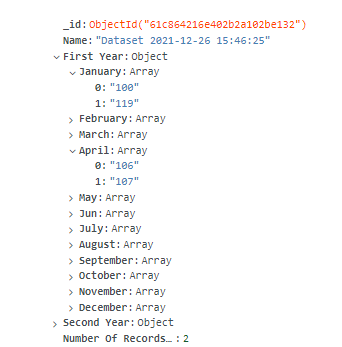 _id: ObjectId("61c864216e402b2a102be132")
Name: "Dataset 2021-12-26 15:46:25"
First Year: Object
January: Array
0: "100"
1: "119"
February: Array
March: Array
April: Array
0: "106"
1: "107"
May: Array
Jun: Array
July: Array
August: Array
September: Array
October: Array
November: Array
December: Array
Second Year: Object
Number Of Records… : 2